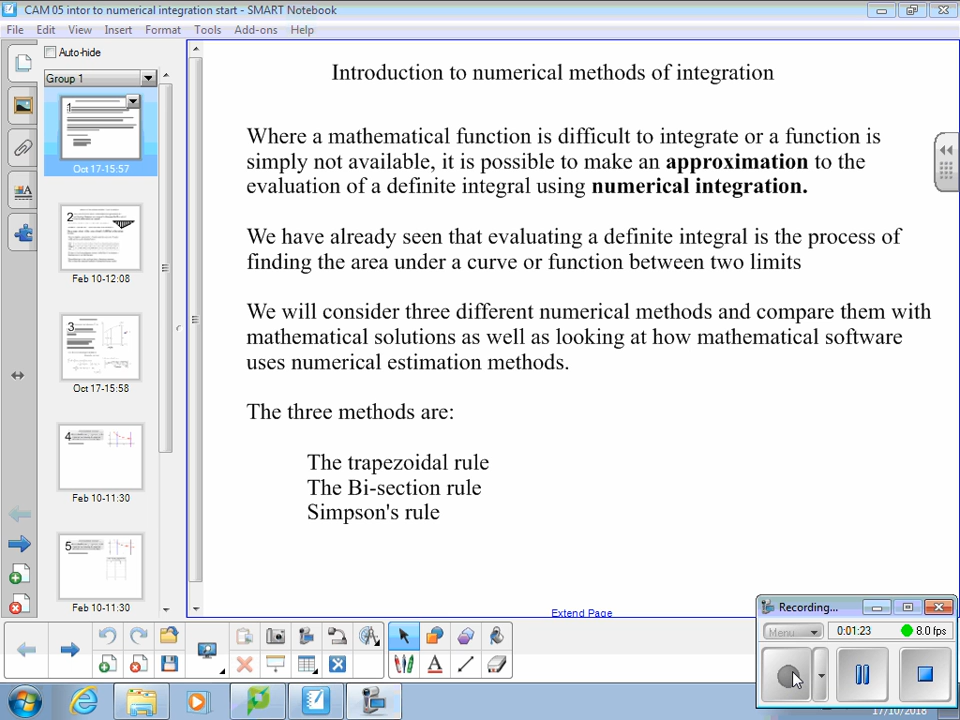 CAM 05 intor to numerical integration start - SMART Notebook
File Edit View Insert Format Tools Add-ons Help
Auto-hide
Group 1
1
Oct 17-15:57
2
Feb 10-12:08
3
Oct 17-15:58
4
Feb 10-11:30
5
Feb 10-11:30
Introduction to numerical methods of integration
Where a mathematical function is difficult to integrate or a function is
simply not available, it is possible to make an approximation to the
evaluation of a definite integral using numerical integration.
We have already seen that evaluating a definite integral is the process of
finding the area under a curve or function between two limits
We will consider three different numerical methods and compare them with
mathematical solutions as well as looking at how mathematical software
uses numerical estimation methods.
The three methods are:
The trapezoidal rule
The Bi-section rule
Simpson's rule
Extend Page
Recording...
Menu
0:01:23
8.0 fps
17/10/2018